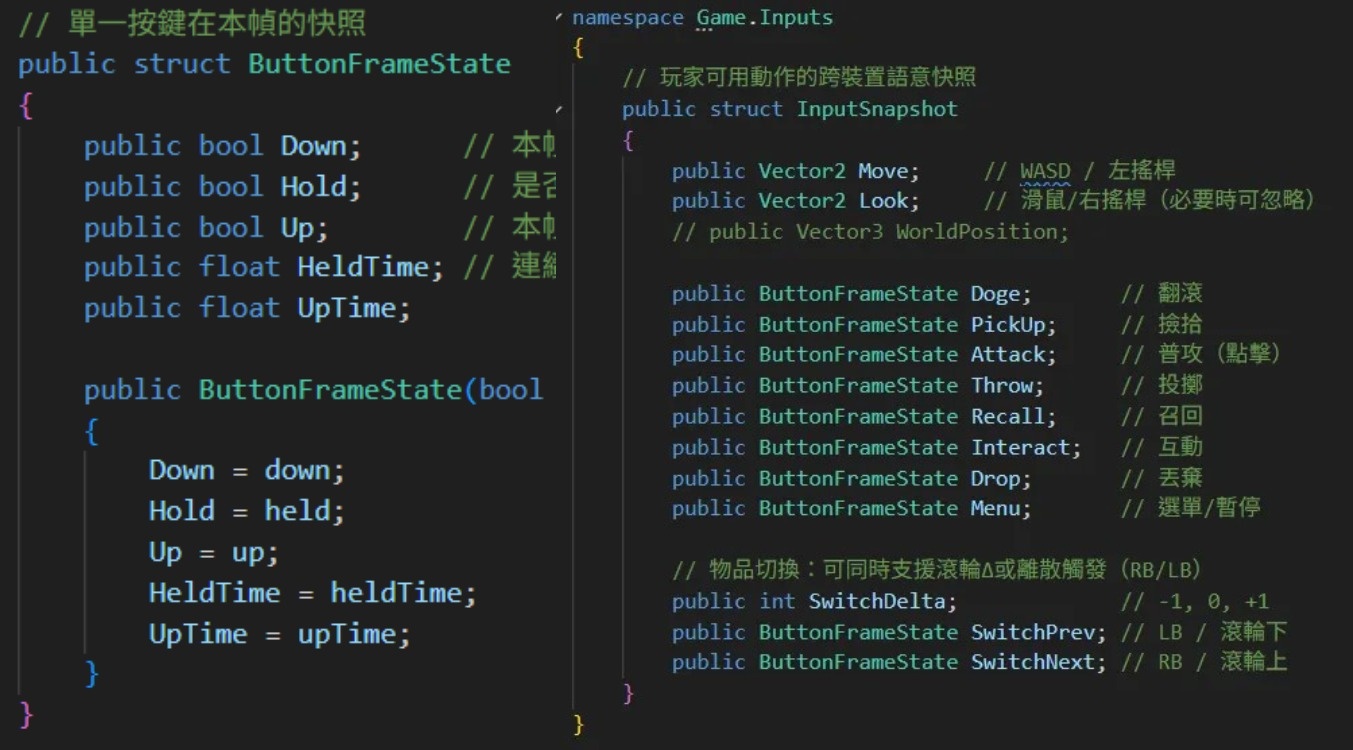 // 單一按鍵在本幀的快照
public struct ButtonFrameState
{
public bool Down; // 本
public bool Hold; // 是
public bool Up; // 本
public float HeldTime; // 連
public float UpTime;
public ButtonFrameState(bool
{
Down = down;
Hold = held;
Up = up;
HeldTime = heldTime;
UpTime = upTime;
}
}
namespace Game.Inputs
{
// 玩家可用動作的跨裝置語意快照
public struct InputSnapshot
{
public Vector2 Move; // WASD / 左搖桿
public Vector2 Look; // 滑鼠/右搖桿（必要時可忽略）
// public Vector3 WorldPosition;
public ButtonFrameState Doge; // 翻滾
public ButtonFrameState PickUp; // 撿拾
public ButtonFrameState Attack; // 普攻（點擊）
public ButtonFrameState Throw; // 投擲
public ButtonFrameState Recall; // 召回
public ButtonFrameState Interact; // 互動
public ButtonFrameState Drop; // 丟棄
public ButtonFrameState Menu; // 選單/暫停
// 物品切換：可同時支援滾輪Δ或離散觸發（RB/LB）
public int SwitchDelta; // -1, 0, +1
public ButtonFrameState SwitchPrev; // LB / 滾輪下
public ButtonFrameState SwitchNext; // RB / 滾輪上
}
}